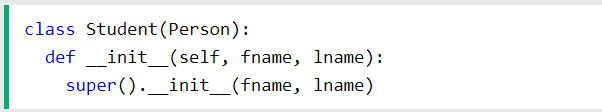 class Student(Person):
  def __init__(self, fname, lname):
    super().__init__(fname, lname)